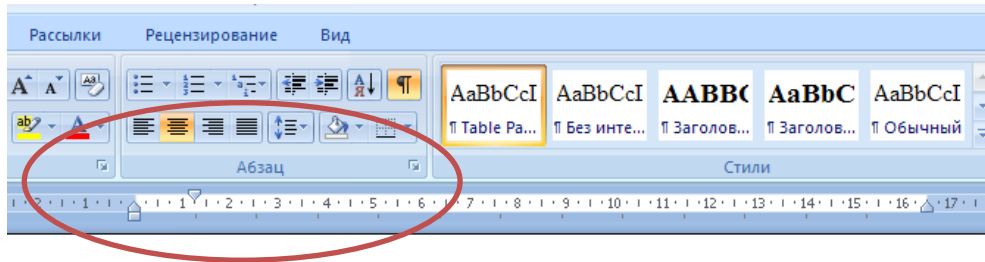 Рассылки Рецензирование Вид
AaBbCcI AaBbCcI AABB( AaBbC AaBbCcI
¶ Table Pa... ¶ Без инте... ¶ Заголов... ¶ Заголов... ¶ Обычный
Абзац Стили
2 1 1 2 3 4 5 6 7 8 9 10 11 12 13 14 15 16 17